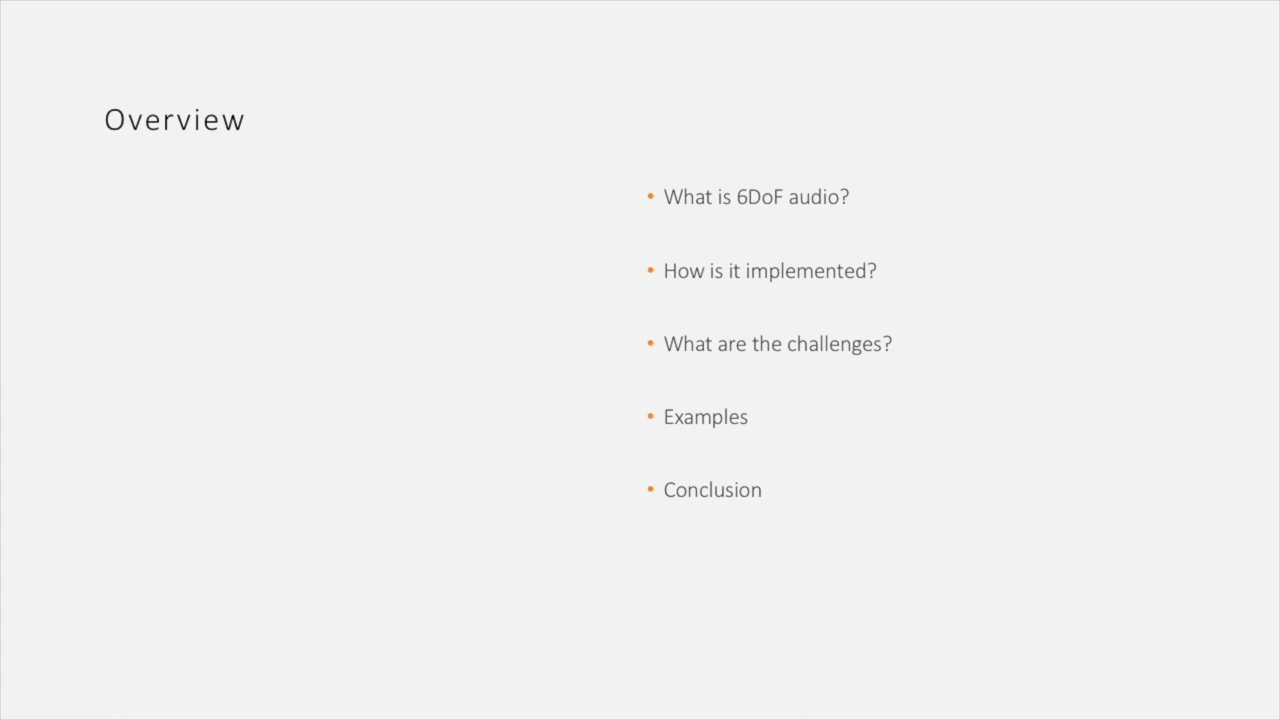 Overview
• What is 6DoF audio?
• How is it implemented?
• What are the challenges?
• Examples
• Conclusion